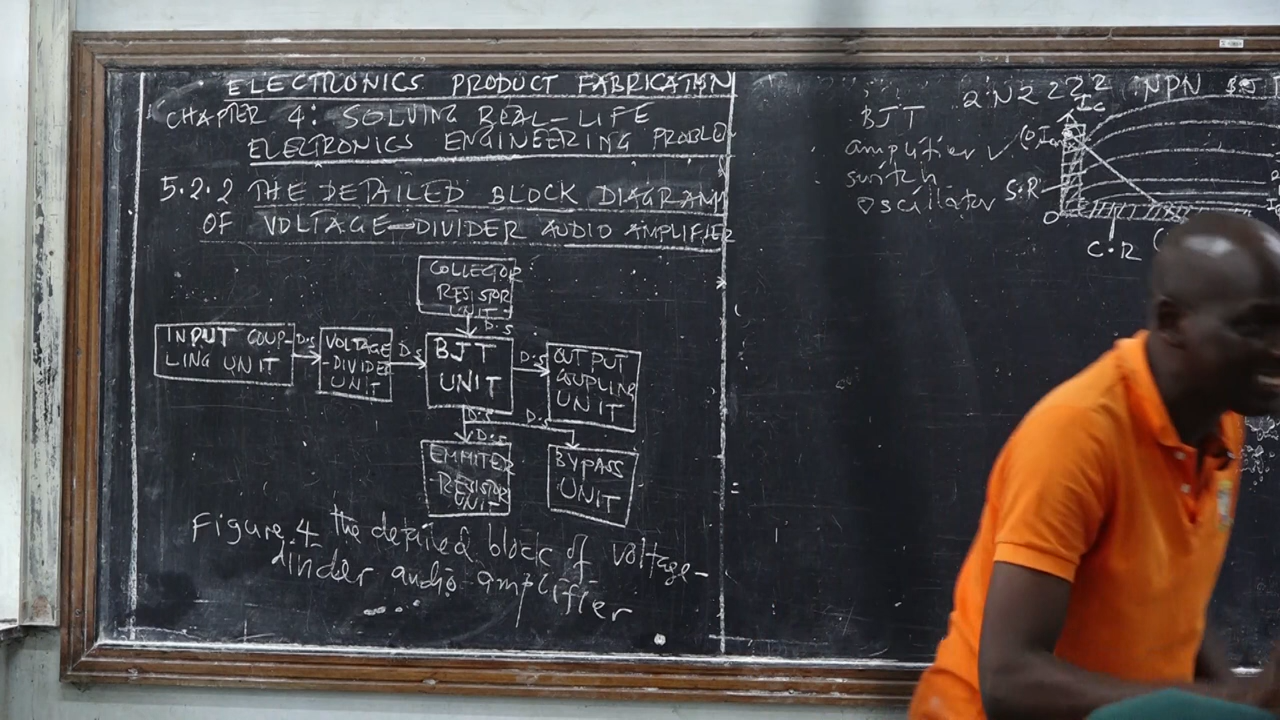 ELECTRONICS PRODUCT FABRICATION
CHAPTER 4: SOLVING REAL-LIFE
ELECTRONICS ENGINEERING PROBLEM
5.2.2 THE DETAILED BLOCK DIAGRAM
OF VOLTAGE-DIVIDER AUDIO AMPLIFIER
COLLECTOR
RESISTOR
UNIT
D.S
INPUT COUP-
LING UNIT
D.S
VOLTAGE
-DIVIDER
UNIT
D.S
BJT
UNIT
D.S
OUTPUT
COUPLING
UNIT
D.S
D.S
D.S
EMMITER
-RESISTOR
UNIT
BYPASS
UNIT
Figure 4 the detailed block of voltage-
divider audio amplifier
2N2222 NPN
BJT
amplifier ✓
switch
oscillator
Ic
S.R
O
C.R